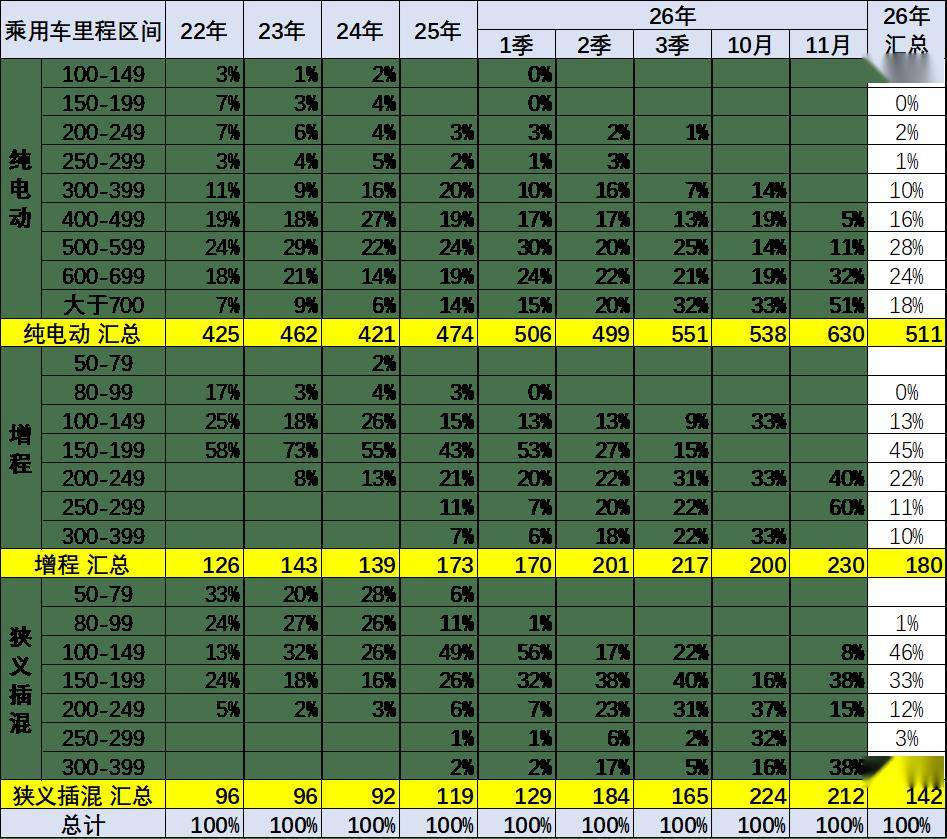 乘用车里程区间 22年 23年 24年 25年 26年 26年汇总
1季 2季 3季 10月 11月
纯电动
100-149 3% 1% 2% 0%
150-199 7% 3% 4% 0% 0%
200-249 7% 6% 4% 3% 3% 2% 1% 2%
250-299 3% 4% 5% 2% 1% 3% 1%
300-399 11% 9% 16% 20% 10% 16% 7% 14% 10%
400-499 19% 18% 27% 19% 17% 17% 13% 19% 5% 16%
500-599 24% 29% 22% 24% 30% 20% 25% 14% 11% 28%
600-699 18% 21% 14% 19% 24% 22% 21% 19% 32% 24%
大于700 7% 9% 6% 14% 15% 20% 32% 33% 51% 18%
纯电动 汇总 425 462 421 474 506 499 551 538 630 511
增程
50-79 2%
80-99 17% 3% 4% 3% 0% 0%
100-149 25% 18% 26% 15% 13% 13% 9% 33% 13%
150-199 58% 73% 55% 43% 53% 27% 15% 45%
200-249 8% 13% 21% 20% 22% 31% 33% 40% 22%
250-299 11% 7% 20% 22% 60% 11%
300-399 7% 6% 18% 22% 33% 10%
增程 汇总 126 143 139 173 170 201 217 200 230 180
狭义插混
50-79 33% 20% 28% 6%
80-99 24% 27% 26% 11% 1% 1%
100-149 13% 32% 26% 49% 56% 17% 22% 8% 46%
150-199 24% 18% 16% 26% 32% 38% 40% 16% 38% 33%
200-249 5% 2% 3% 6% 7% 23% 31% 37% 15% 12%
250-299 1% 1% 6% 2% 32% 3%
300-399 2% 2% 17% 5% 16% 38%
狭义插混 汇总 96 96 92 119 129 184 165 224 212 142
总计 100% 100% 100% 100% 100% 100% 100% 100% 100% 100%